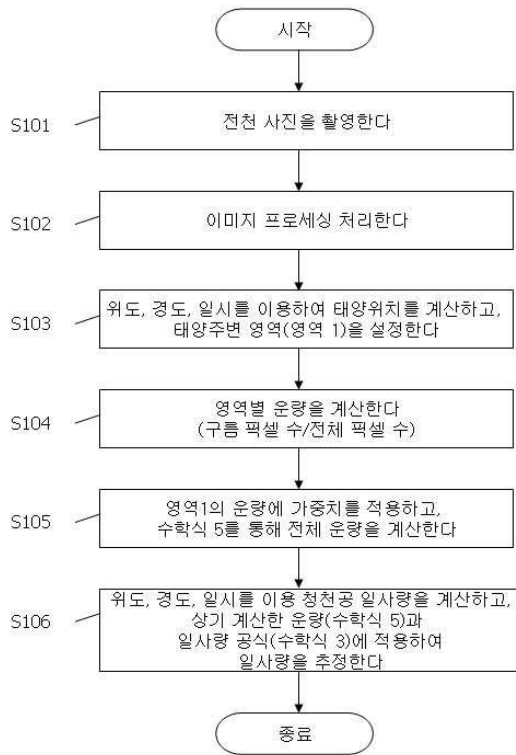 시작
S101
전천 사진을 촬영한다
S102
이미지 프로세싱 처리한다
S103
위도, 경도, 일시를 이용하여 태양위치를 계산하고,
태양주변 영역(영역 1)을 설정한다
S104
영역별 운량을 계산한다
(구름 픽셀 수/전체 픽셀 수)
S105
영역1의 운량에 가중치를 적용하고,
수학식 5를 통해 전체 운량을 계산한다
S106
위도, 경도, 일시를 이용 청천공 일사량을 계산하고,
상기 계산한 운량(수학식 5)과
일사량 공식(수학식 3)에 적용하여
일사량을 추정한다
종료